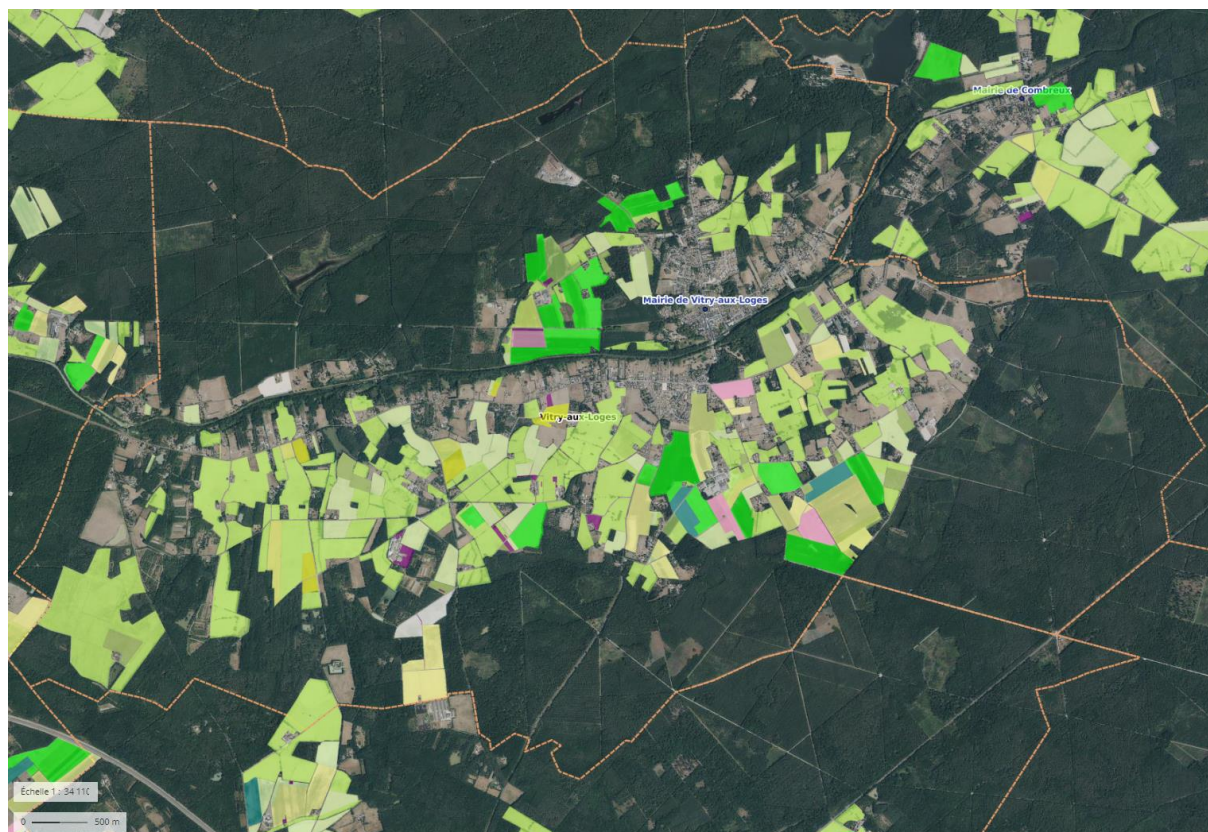 Mairie de Combreux
Mairie de Vitry-aux-Loges
Vitry-aux-Loges
Échelle 1 : 34 110
0 500 m